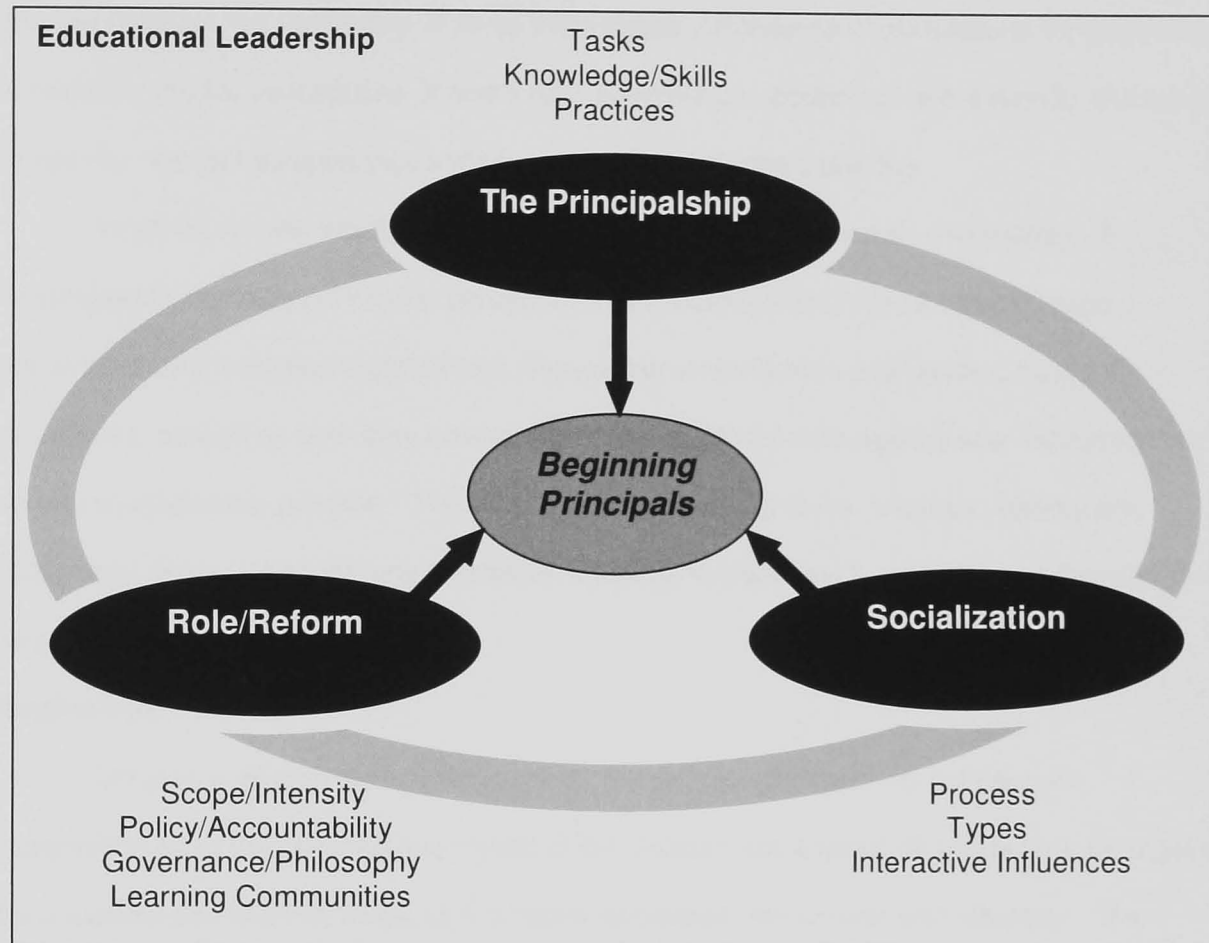 Educational Leadership
Tasks
Knowledge/Skills
Practices
The Principalship
Beginning
Principals
Role/Reform
Socialization
Scope/Intensity
Policy/Accountability
Governance/Philosophy
Learning Communities
Process
Types
Interactive Influences